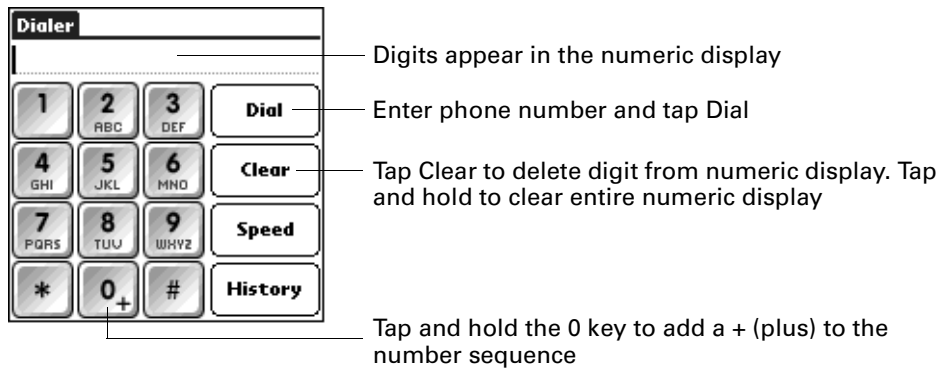 Dialer
Digits appear in the numeric display
1 2 ABC 3 DEF Dial
Enter phone number and tap Dial
4 GHI 5 JKL 6 MNO Clear
Tap Clear to delete digit from numeric display. Tap
and hold to clear entire numeric display
7 PQRS 8 TUV 9 WXYZ Speed
* 0 + # History
Tap and hold the 0 key to add a + (plus) to the
number sequence